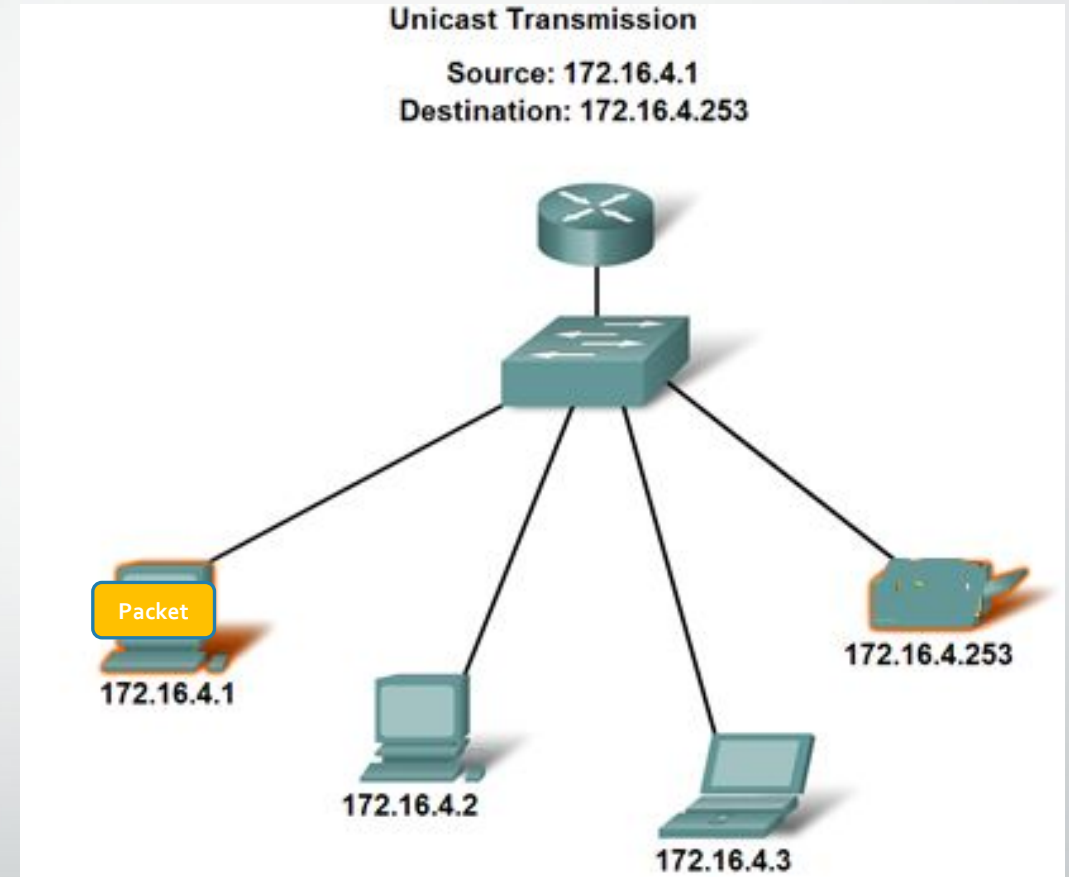 Unicast Transmission
Source: 172.16.4.1
Destination: 172.16.4.253
Packet
172.16.4.1
172.16.4.253
172.16.4.2
172.16.4.3